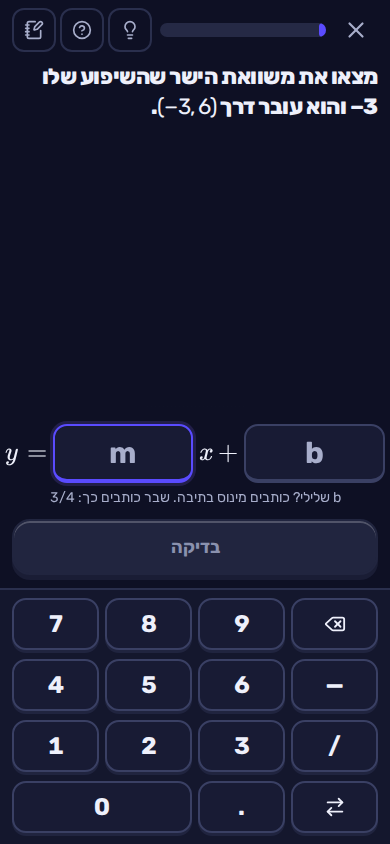 מצאו את משוואת הישר שהשיפוע שלו
−3 והוא עובר דרך (−3, 6).
y = m x + b
b שלילי? כותבים מינוס בתיבה. שבר כותבים כך: 3/4
בדיקה
7 8 9
4 5 6 −
1 2 3 /
0 .